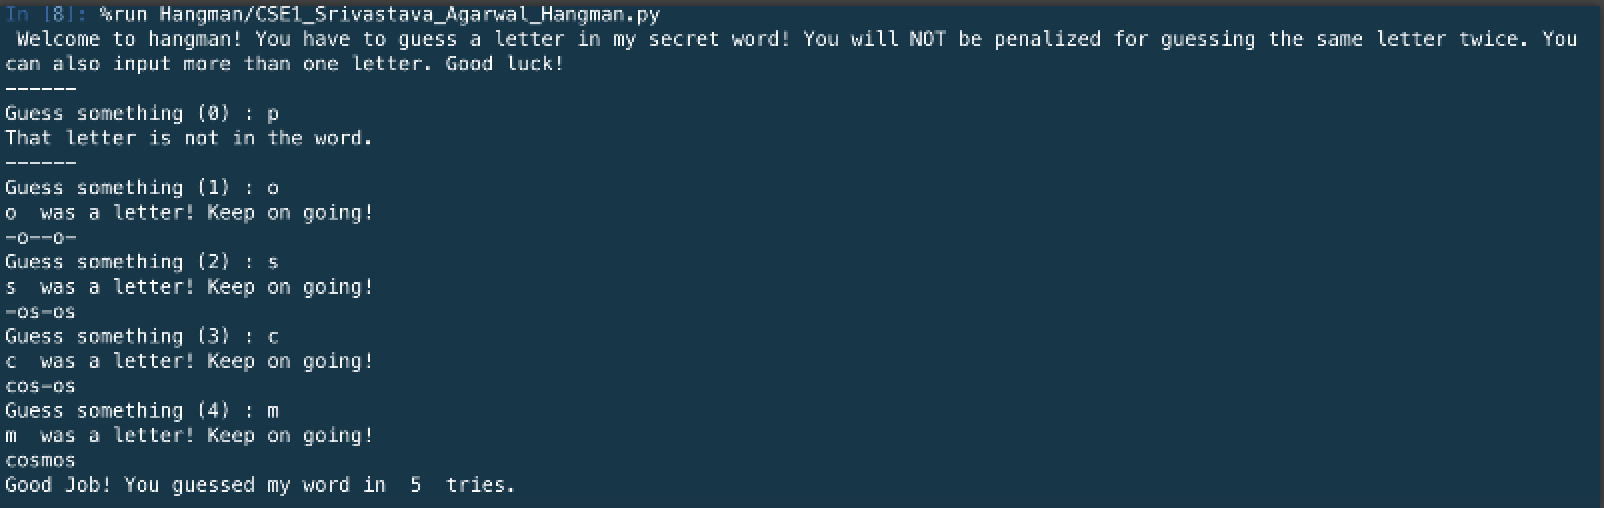 In [8]: %run Hangman/CSE1_Srivastava_Agarwal_Hangman.py
 Welcome to hangman! You have to guess a letter in my secret word! You will NOT be penalized for guessing the same letter twice. You
can also input more than one letter. Good luck!
------
Guess something (0) : p
That letter is not in the word.
------
Guess something (1) : o
o  was a letter! Keep on going!
-o--o-
Guess something (2) : s
s  was a letter! Keep on going!
-os-os
Guess something (3) : c
c  was a letter! Keep on going!
cos-os
Guess something (4) : m
m  was a letter! Keep on going!
cosmos
Good Job! You guessed my word in  5  tries.